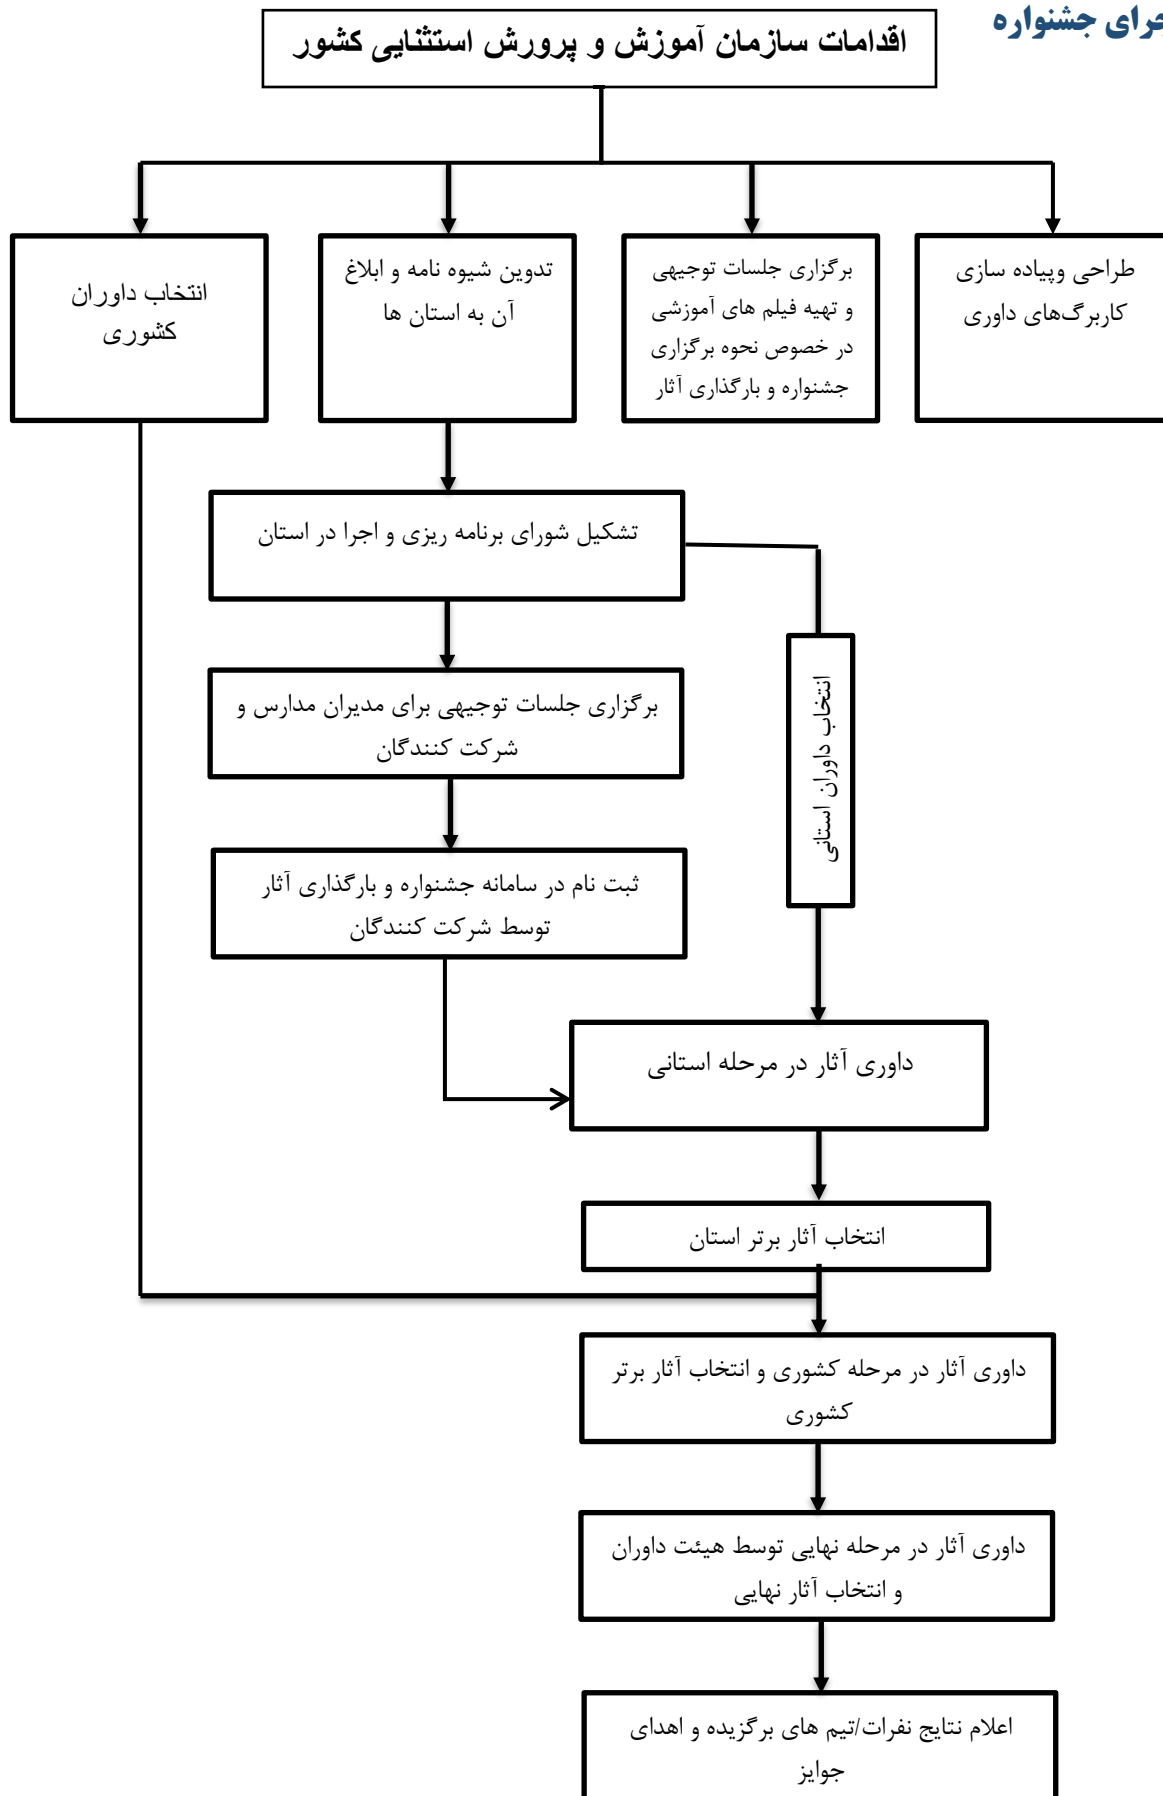 جرای جشنواره
اقدامات سازمان آموزش و پرورش استثنایی کشور
طراحی وپیاده سازی
کاربرگ‌های داوری
برگزاری جلسات توجیهی
و تهیه فیلم های آموزشی
در خصوص نحوه برگزاری
جشنواره و بارگذاری آثار
تدوین شیوه نامه و ابلاغ
آن به استان ها
انتخاب داوران
کشوری
تشکیل شورای برنامه ریزی و اجرا در استان
انتخاب داوران استانی
برگزاری جلسات توجیهی برای مدیران مدارس و
شرکت کنندگان
ثبت نام در سامانه جشنواره و بارگذاری آثار
توسط شرکت کنندگان
داوری آثار در مرحله استانی
انتخاب آثار برتر استان
داوری آثار در مرحله کشوری و انتخاب آثار برتر
کشوری
داوری آثار در مرحله نهایی توسط هیئت داوران
و انتخاب آثار نهایی
اعلام نتایج نفرات/تیم های برگزیده و اهدای
جوایز